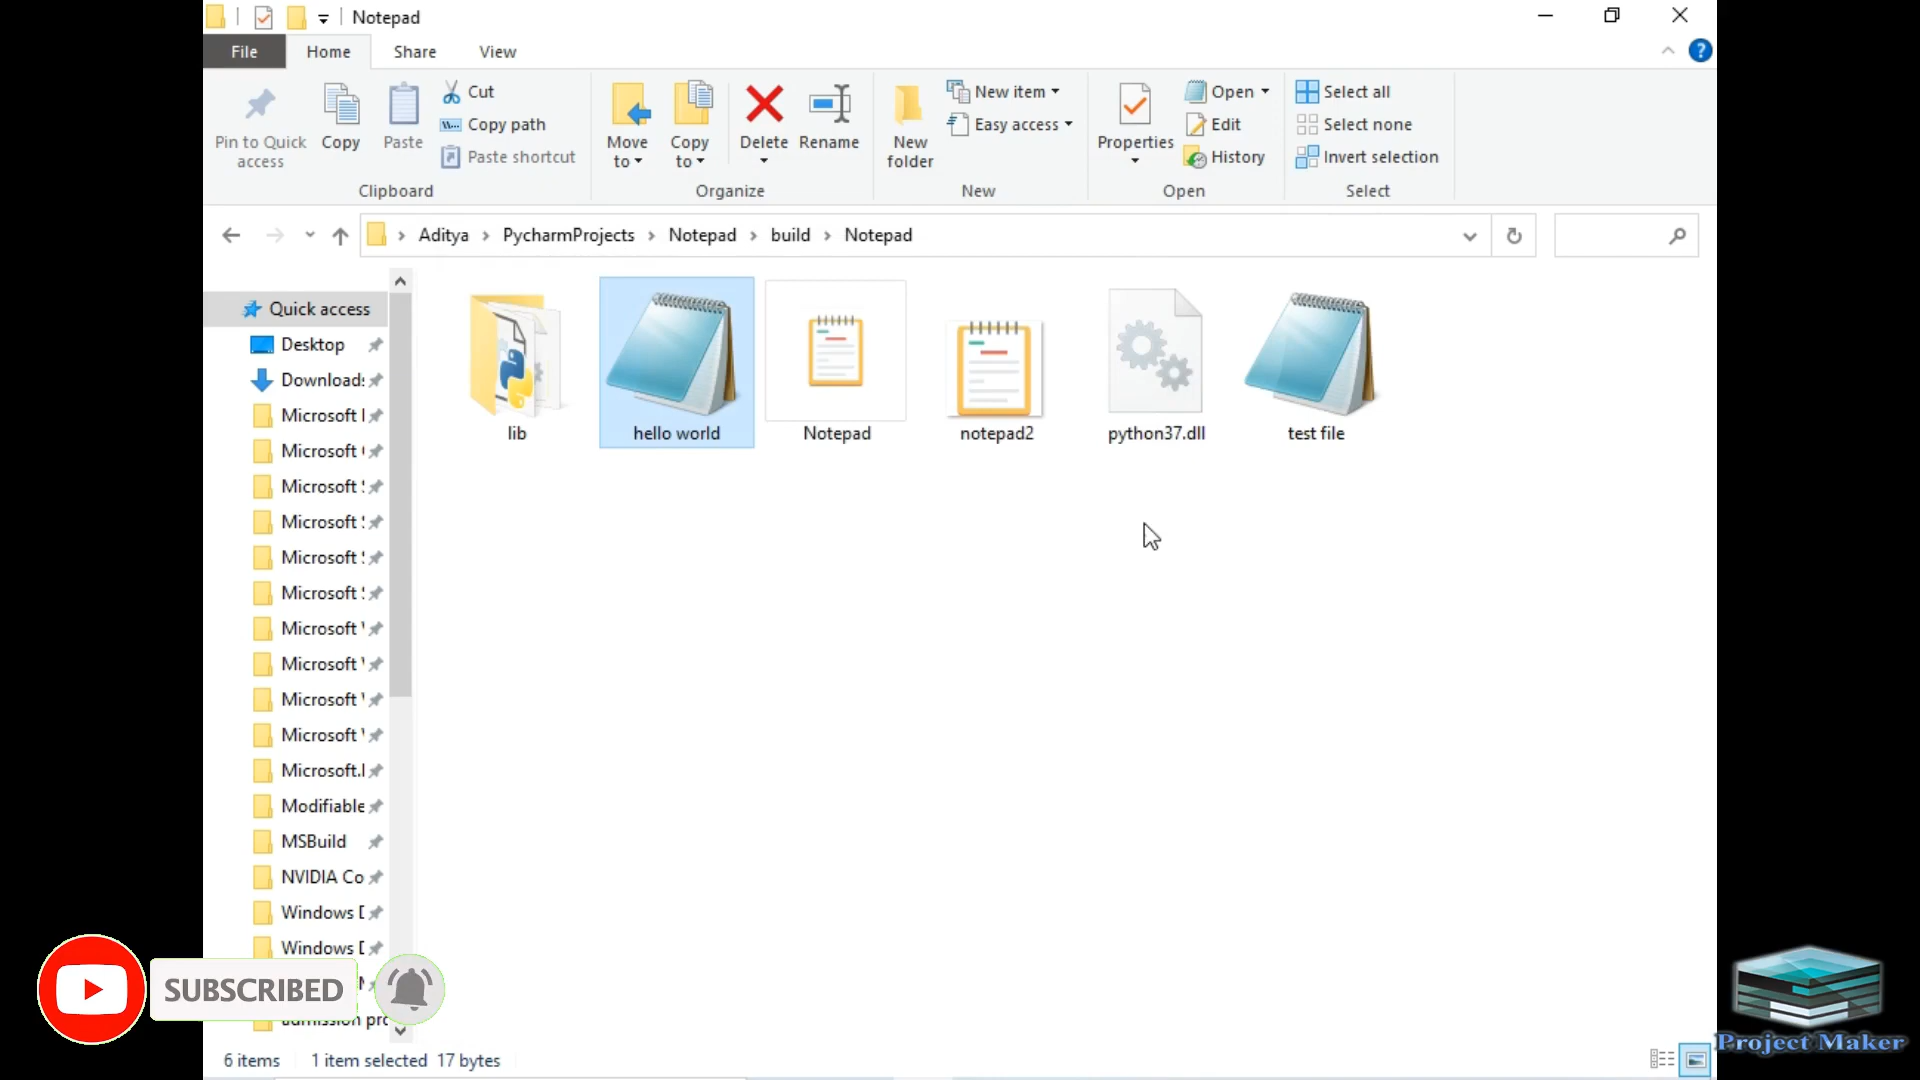 Notepad
File
Home
Share
View
Pin to Quick access
Copy
Paste
Cut
Copy path
Paste shortcut
Clipboard
Move to
Copy to
Delete
Rename
Organize
New folder
New item
Easy access
New
Properties
Open
Edit
History
Open
Select all
Select none
Invert selection
Select
Aditya
PycharmProjects
Notepad
build
Notepad
Quick access
Desktop
Download
Microsoft
Microsoft
Microsoft
Microsoft
Microsoft
Microsoft
Microsoft
Microsoft
Microsoft
Microsoft
Microsoft.
Modifiable
MSBuild
NVIDIA Co
Windows
Windows
admission pr
lib
hello world
Notepad
notepad2
python37.dll
test file
SUBSCRIBED
Project Maker
6 items
1 item selected 17 bytes